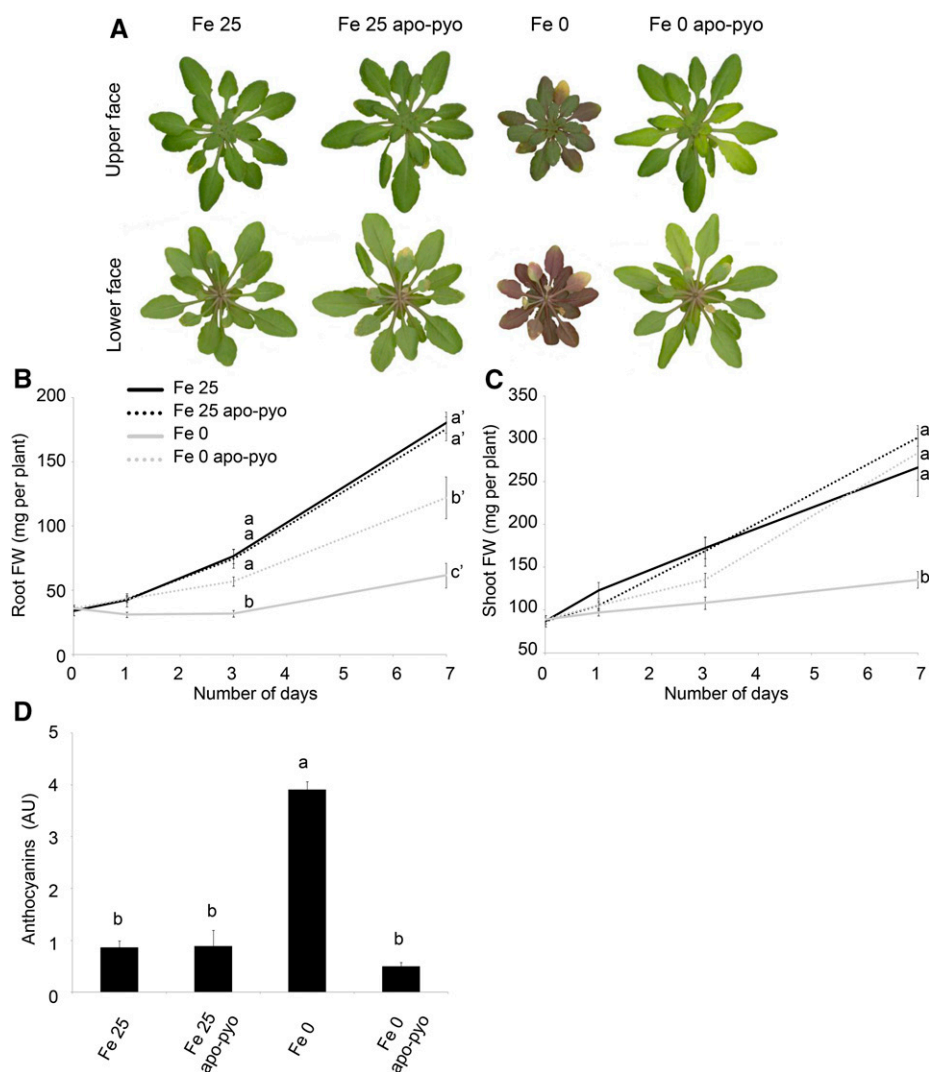 A
Fe 25 Fe 25 apo-pyo Fe 0 Fe 0 apo-pyo
Upper face
Lower face
B
Fe 25
Fe 25 apo-pyo
Fe 0
Fe 0 apo-pyo
Root FW (mg per plant)
200
150
100
50
0
a
a
a
b
a'
a'
b'
c'
0 1 2 3 4 5 6 7
Number of days
C
Shoot FW (mg per plant)
350
300
250
200
150
100
50
a
a
a
b
0 1 2 3 4 5 6 7
Number of days
D
Anthocyanins (AU)
5
4
3
2
1
0
b
b
a
b
Fe 25
Fe 25
apo-pyo
Fe 0
Fe 0
apo-pyo